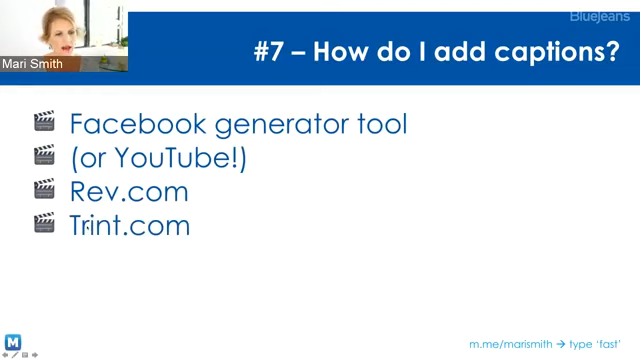 BlueJeans
Mari Smith
#7 – How do I add captions?
Facebook generator tool
(or YouTube!)
Rev.com
Trint.com
M
m.me/marismith → type ‘fast’